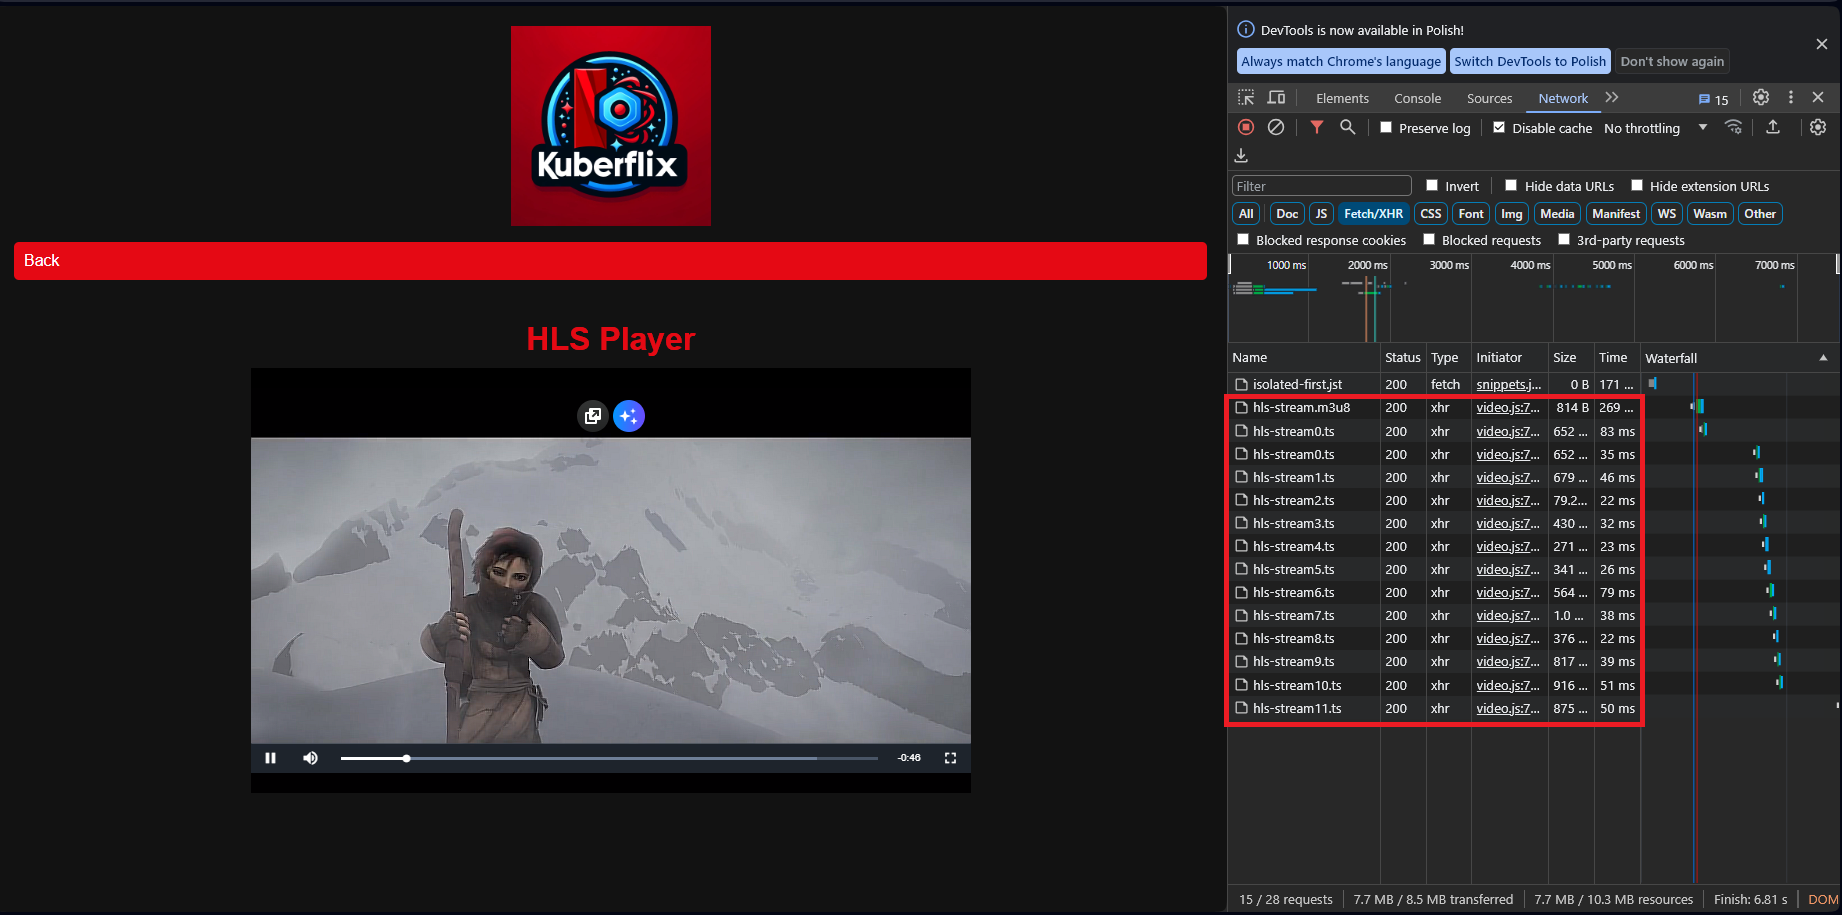 Kuberflix
Back
HLS Player
-0:46
DevTools is now available in Polish!
Always match Chrome's language Switch DevTools to Polish Don't show again
Elements Console Sources Network 15
Preserve log Disable cache No throttling
Filter Invert Hide data URLs Hide extension URLs
All Doc JS Fetch/XHR CSS Font Img Media Manifest WS Wasm Other
Blocked response cookies Blocked requests 3rd-party requests
1000 ms 2000 ms 3000 ms 4000 ms 5000 ms 6000 ms 7000 ms
Name Status Type Initiator Size Time Waterfall
isolated-first.jst 200 fetch snippets.j... 0 B 171 ...
hls-stream.m3u8 200 xhr video.js:7... 814 B 269 ...
hls-stream0.ts 200 xhr video.js:7... 652 ... 83 ms
hls-stream0.ts 200 xhr video.js:7... 652 ... 35 ms
hls-stream1.ts 200 xhr video.js:7... 679 ... 46 ms
hls-stream2.ts 200 xhr video.js:7... 79.2... 22 ms
hls-stream3.ts 200 xhr video.js:7... 430 ... 32 ms
hls-stream4.ts 200 xhr video.js:7... 271 ... 23 ms
hls-stream5.ts 200 xhr video.js:7... 341 ... 26 ms
hls-stream6.ts 200 xhr video.js:7... 564 ... 79 ms
hls-stream7.ts 200 xhr video.js:7... 1.0 ... 38 ms
hls-stream8.ts 200 xhr video.js:7... 376 ... 22 ms
hls-stream9.ts 200 xhr video.js:7... 817 ... 39 ms
hls-stream10.ts 200 xhr video.js:7... 916 ... 51 ms
hls-stream11.ts 200 xhr video.js:7... 875 ... 50 ms
15 / 28 requests 7.7 MB / 8.5 MB transferred 7.7 MB / 10.3 MB resources Finish: 6.81 s DOM